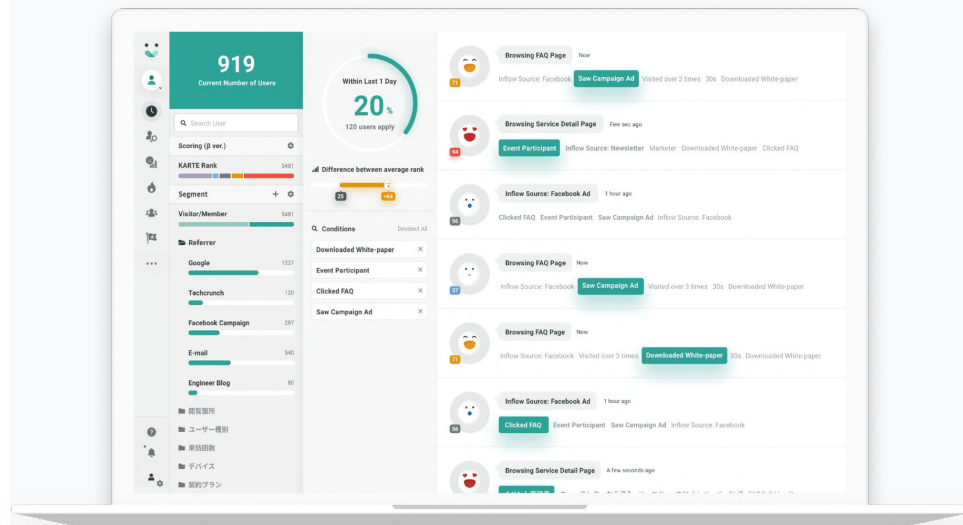 919
Current Number of Users
Search User
Scoring (β ver.)
KARTE Rank 5481
Segment +
Visitor/Member 5481
Referrer
Google 1227
Techcrunch 120
Facebook Campaign 287
E-mail 540
Engineer Blog 80
閲覧箇所
ユーザー種別
来訪回数
デバイス
契約プラン
Within Last 1 Day
20 %
120 users apply
Difference between average rank
25 +64
Conditions Deselect All
Downloaded White-paper ×
Event Participant ×
Clicked FAQ ×
Saw Campaign Ad ×
Browsing FAQ Page Now
71 Inflow Source: Facebook Saw Campaign Ad Visited over 3 times 30s Downloaded White-paper
Browsing Service Detail Page Few sec ago
94 Event Participant Inflow Source: Newsletter Marketer Downloaded White-paper Clicked FAQ
Inflow Source: Facebook Ad 1 hour ago
56 Clicked FAQ Event Participant Saw Campaign Ad Inflow Source: Facebook
Browsing FAQ Page Now
37 Inflow Source: Facebook Saw Campaign Ad Visited over 3 times 30s Downloaded White-paper
Browsing FAQ Page Now
71 Inflow Source: Facebook Visited over 3 times Downloaded White-paper 30s Downloaded White-paper
Inflow Source: Facebook Ad 1 hour ago
56 Clicked FAQ Event Participant Saw Campaign Ad Inflow Source: Facebook
Browsing Service Detail Page A few seconds ago